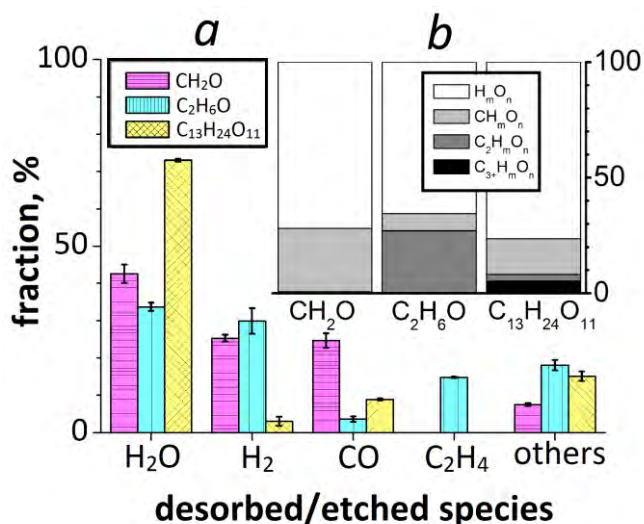 a
b
100
50
0
fraction, %
CH₂O
C₂H₆O
C₁₃H₂₄O₁₁
HₘOₙ
CHₘOₙ
C₂HₘOₙ
C₃₊HₘOₙ
100
50
0
CH₂O C₂H₆O C₁₃H₂₄O₁₁
H₂O H₂ CO C₂H₄ others
desorbed/etched species